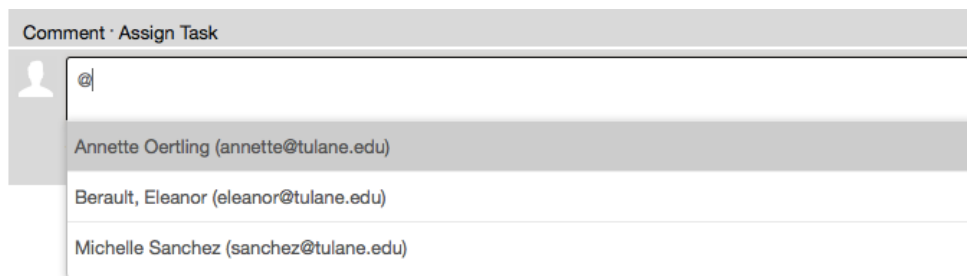 Comment · Assign Task
@
Annette Oertling (annette@tulane.edu)
Berault, Eleanor (eleanor@tulane.edu)
Michelle Sanchez (sanchez@tulane.edu)